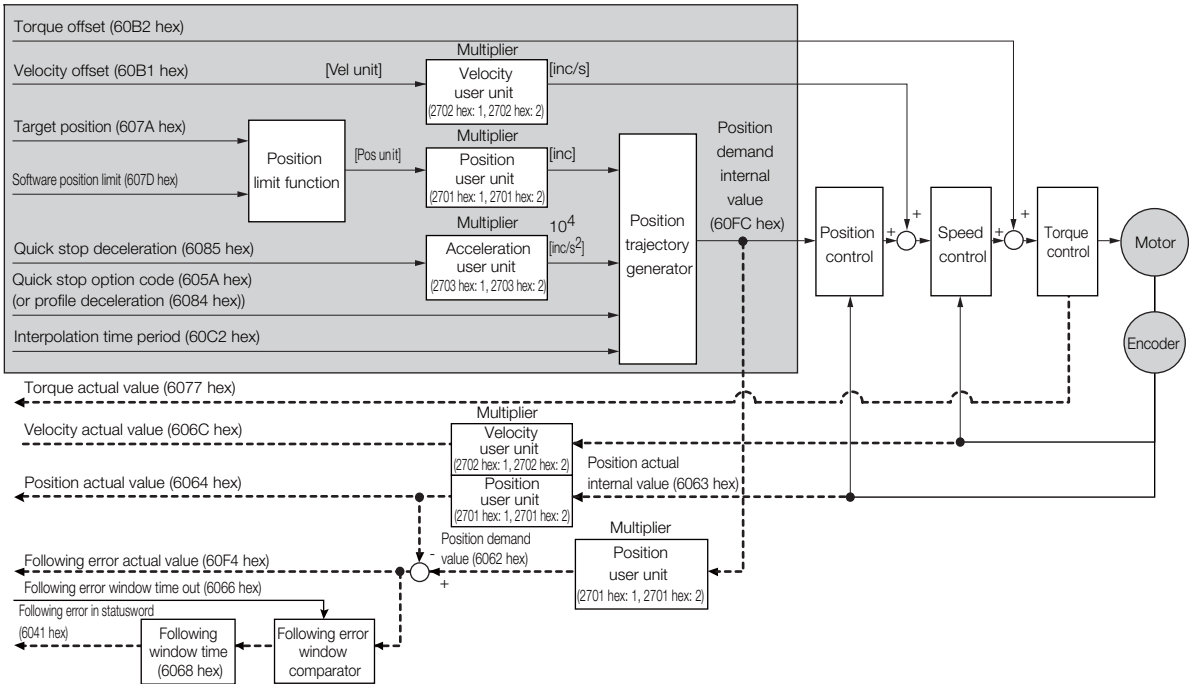 Torque offset (60B2 hex)
Multiplier
Velocity offset (60B1 hex)
[Vel unit]
Velocity
user unit
(2702 hex: 1, 2702 hex: 2)
[inc/s]
Target position (607A hex)
Software position limit (607D hex)
Position
limit function
[Pos unit]
Multiplier
Position
user unit
(2701 hex: 1, 2701 hex: 2)
[inc]
Position
demand
internal
value
(60FC hex)
Quick stop deceleration (6085 hex)
Multiplier
Acceleration
user unit
(2703 hex: 1, 2703 hex: 2)
10⁴
[inc/s²]
Quick stop option code (605A hex)
(or profile deceleration (6084 hex))
Interpolation time period (60C2 hex)
Position
trajectory
generator
Position
control
+
+
Speed
control
+
+
Torque
control
Motor
Encoder
Torque actual value (6077 hex)
Velocity actual value (606C hex)
Multiplier
Velocity
user unit
(2702 hex: 1, 2702 hex: 2)
Position actual value (6064 hex)
Position
user unit
(2701 hex: 1, 2701 hex: 2)
Position actual
internal value (6063 hex)
Position demand
value (6062 hex)
-
+
Multiplier
Position
user unit
(2701 hex: 1, 2701 hex: 2)
Following error actual value (60F4 hex)
Following error window time out (6066 hex)
Following error in statusword
(6041 hex)
Following
window time
(6068 hex)
Following error
window
comparator